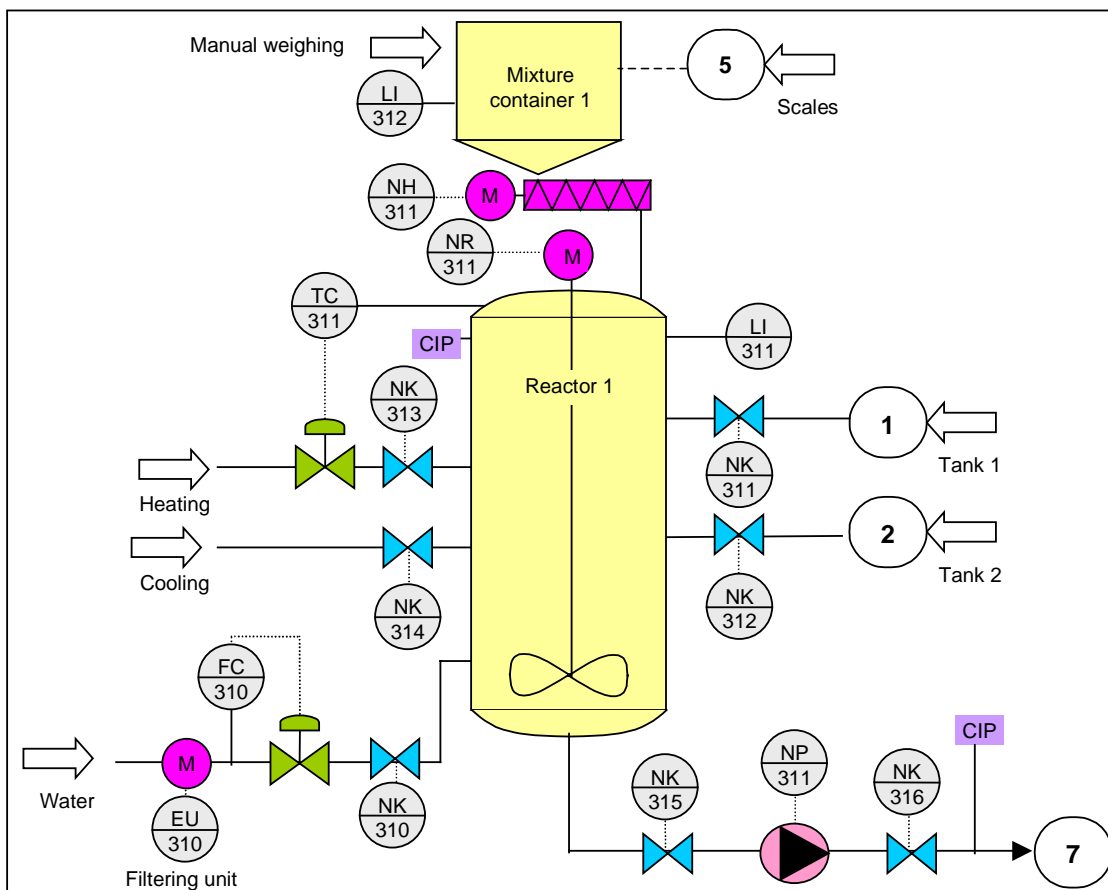 Manual weighing
Mixture
container 1
5
Scales
LI
312
NH
311
M
NR
311
M
TC
311
CIP
LI
311
Reactor 1
NK
313
1
Tank 1
NK
311
Heating
2
Tank 2
NK
312
Cooling
NK
314
FC
310
Water
M
EU
310
Filtering unit
NK
310
NK
315
NP
311
NK
316
CIP
7